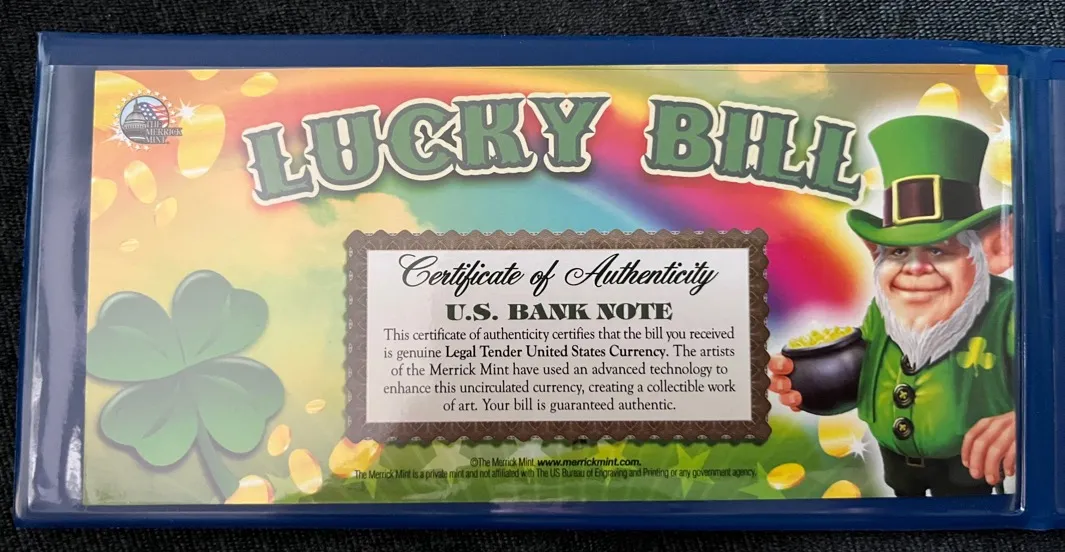 THE
MERRICK
MINT
LUCKY BILL
Certificate of Authenticity
U.S. BANK NOTE
This certificate of authenticity certifies that the bill you received
is genuine Legal Tender United States Currency. The artists
of the Merrick Mint have used an advanced technology to
enhance this uncirculated currency, creating a collectible work
of art. Your bill is guaranteed authentic.
©The Merrick Mint. www.merrickmint.com.
The Merrick Mint is a private mint and not affiliated with The US Bureau of Engraving and Printing or any government agency.